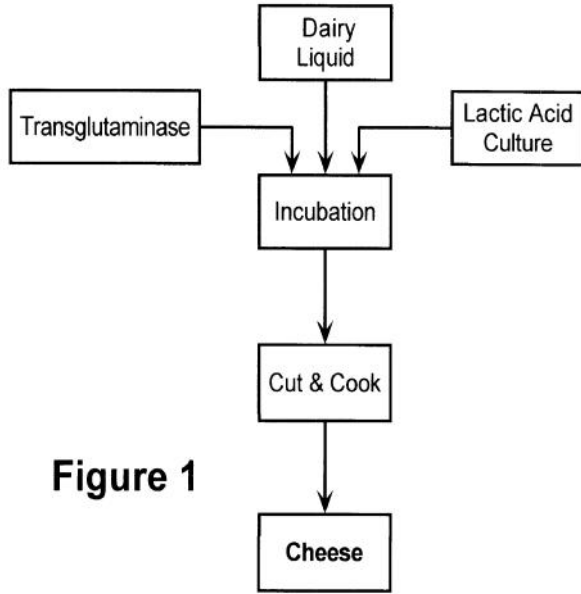 Dairy
Liquid
Transglutaminase
Lactic Acid
Culture
Incubation
Cut & Cook
Figure 1
Cheese